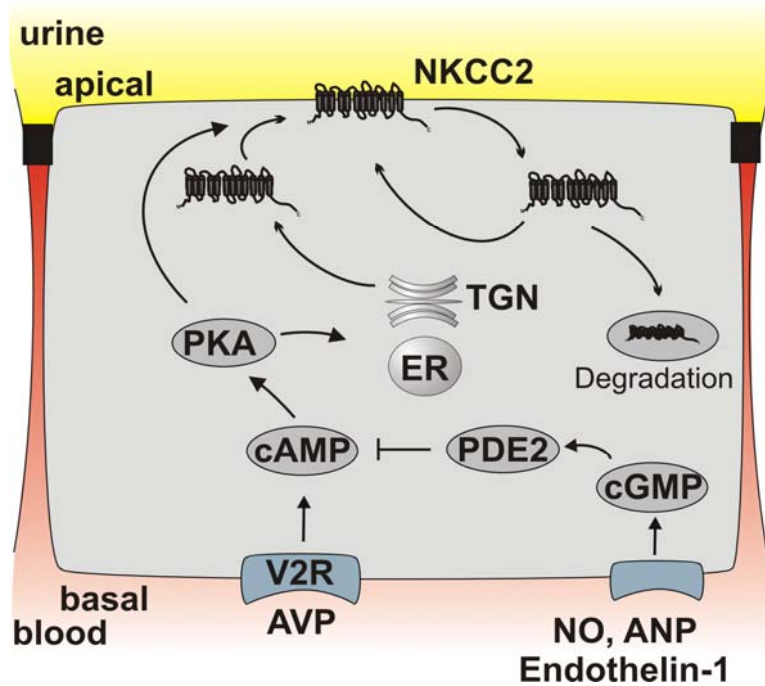 urine
apical
NKCC2
TGN
PKA
ER
Degradation
cAMP
PDE2
cGMP
V2R
basal
AVP
blood
NO, ANP
Endothelin-1